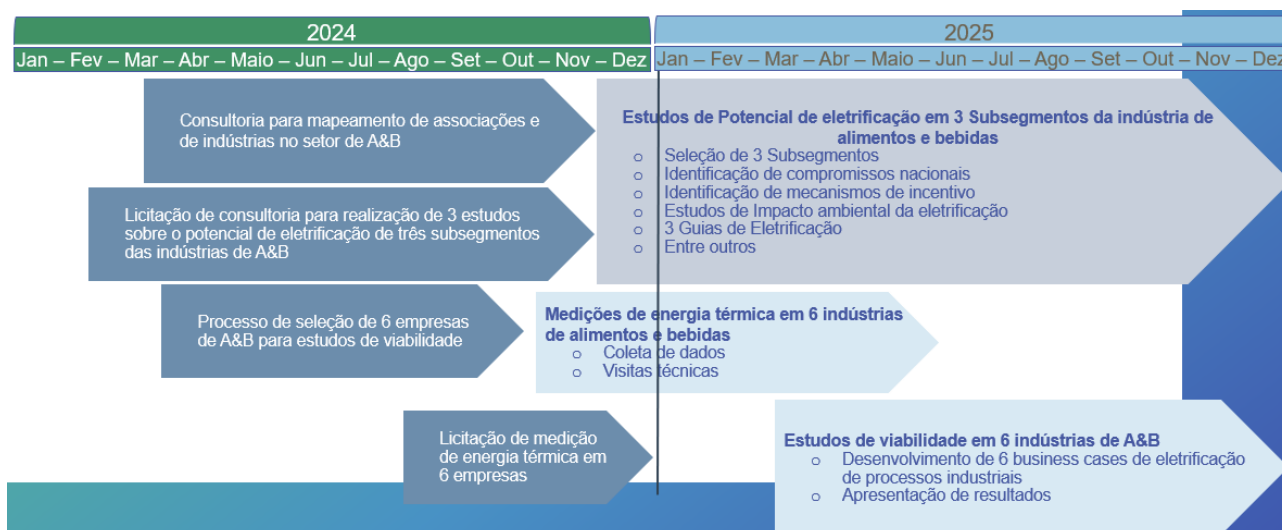 2024
2025
Jan – Fev – Mar – Abr – Maio – Jun – Jul – Ago – Set – Out – Nov – Dez
Jan – Fev – Mar – Abr – Maio – Jun – Jul – Ago – Set – Out – Nov – Dez
Consultoria para mapeamento de associações e
de indústrias no setor de A&B
Estudos de Potencial de eletrificação em 3 Subsegmentos da indústria de
alimentos e bebidas
o Seleção de 3 Subsegmentos
o Identificação de compromissos nacionais
o Identificação de mecanismos de incentivo
o Estudos de Impacto ambiental da eletrificação
o 3 Guias de Eletrificação
o Entre outros
Licitação de consultoria para realização de 3 estudos
sobre o potencial de eletrificação de três subsegmentos
das indústrias de A&B
Processo de seleção de 6 empresas
de A&B para estudos de viabilidade
Medições de energia térmica em 6 indústrias
de alimentos e bebidas
o Coleta de dados
o Visitas técnicas
Licitação de medição
de energia térmica em
6 empresas
Estudos de viabilidade em 6 indústrias de A&B
o Desenvolvimento de 6 business cases de eletrificação
de processos industriais
o Apresentação de resultados